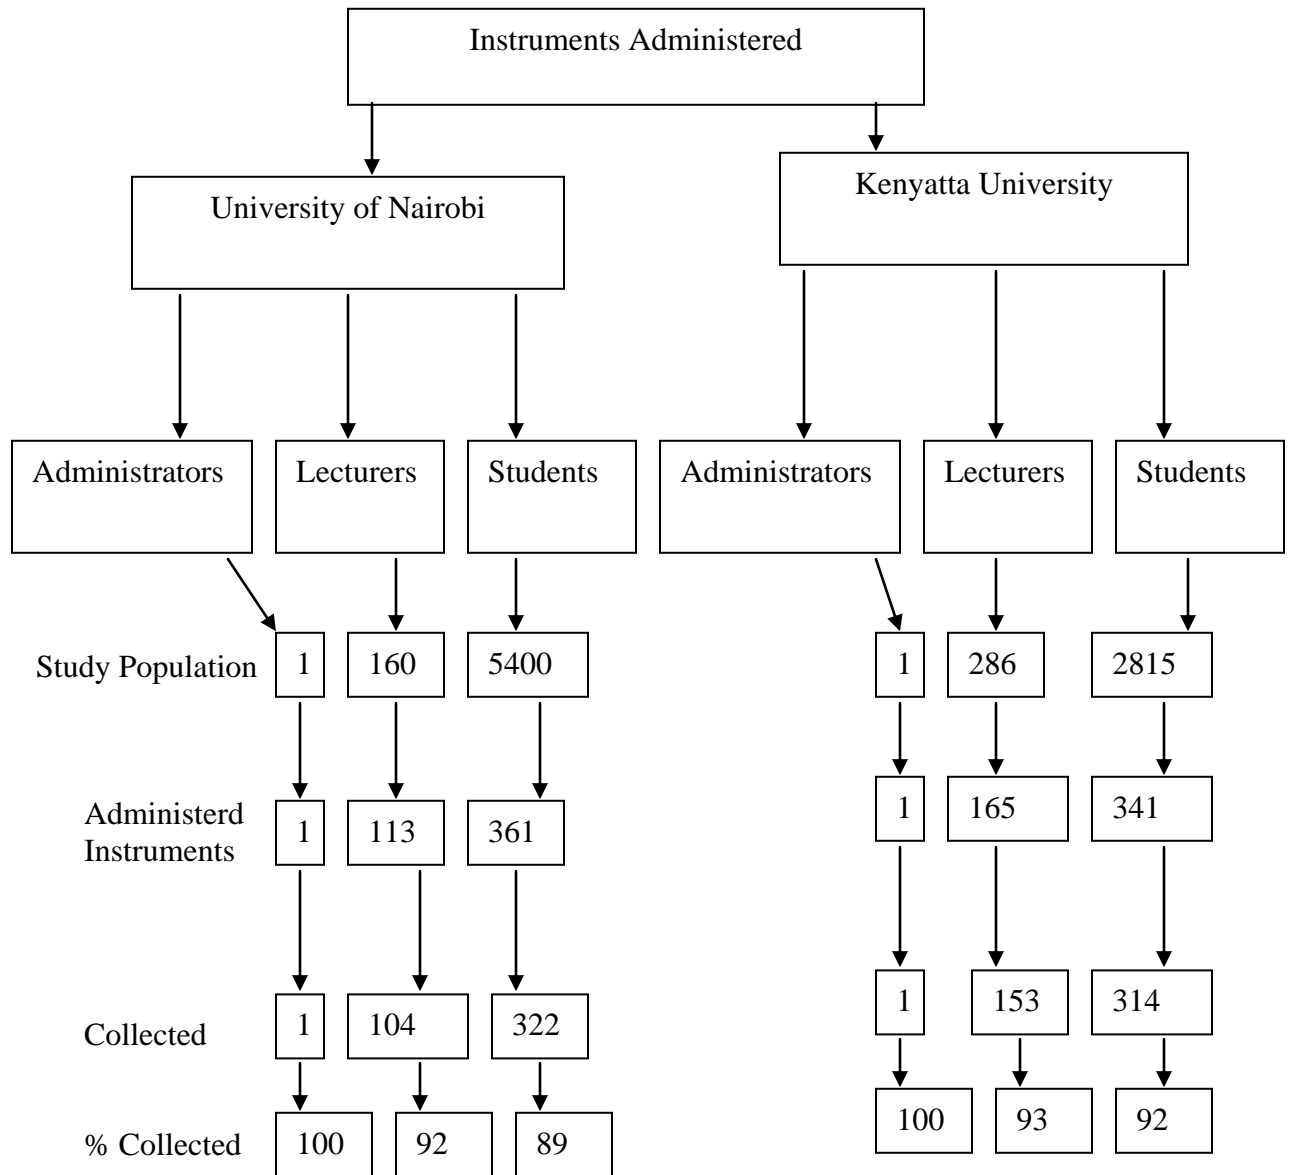 Instruments Administered
University of Nairobi
Kenyatta University
Administrators Lecturers Students Administrators Lecturers Students
Study Population 1 160 5400 1 286 2815
Administerd
Instruments 1 113 361 1 165 341
Collected 1 104 322 1 153 314
% Collected 100 92 89 100 93 92